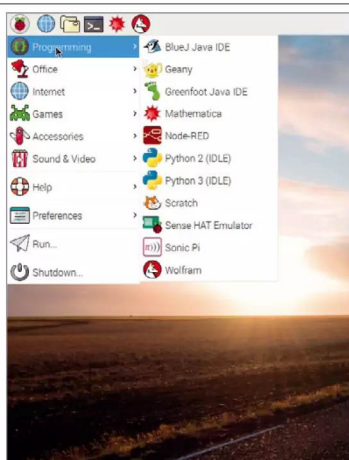 Programming
Office
Internet
Games
Accessories
Sound & Video
Help
Preferences
Run...
Shutdown...
BlueJ Java IDE
Geany
Greenfoot Java IDE
Mathematica
Node-RED
Python 2 (IDLE)
Python 3 (IDLE)
Scratch
Sense HAT Emulator
Sonic Pi
Wolfram